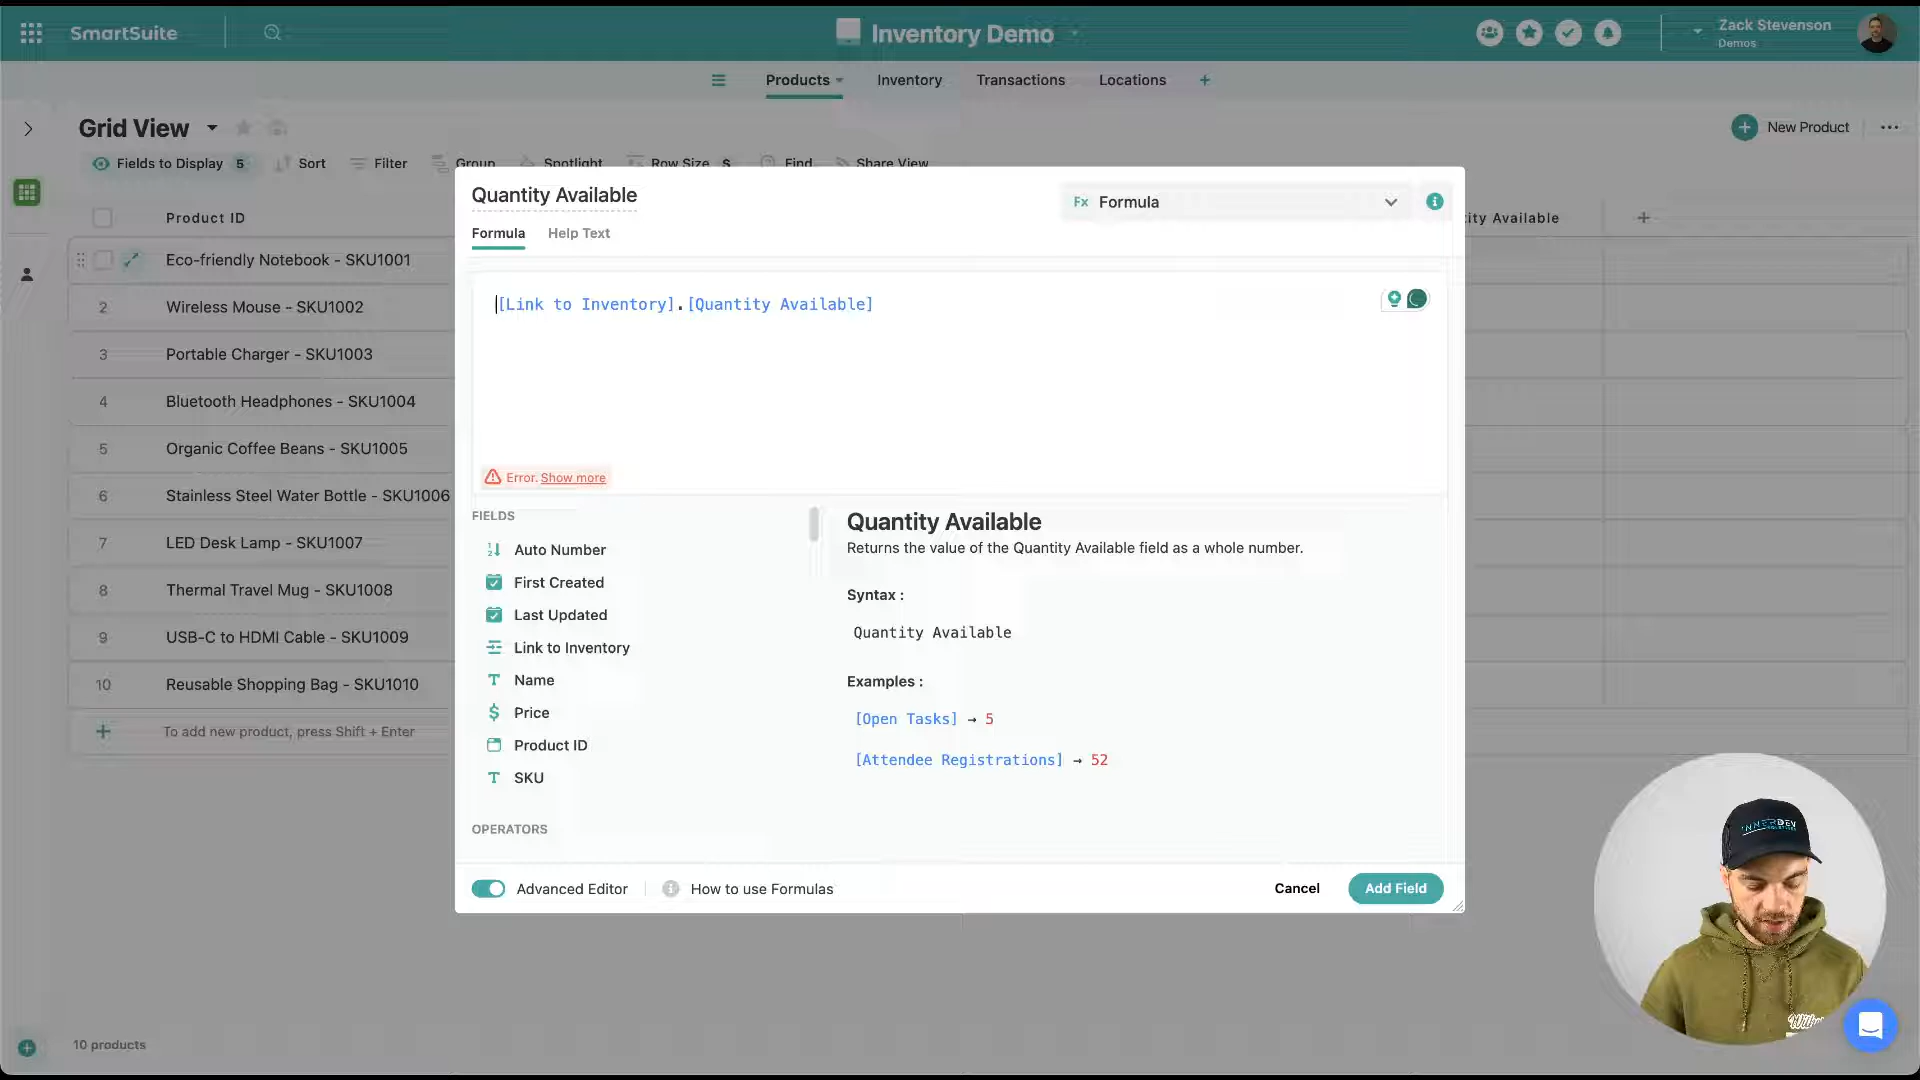 SmartSuite
Inventory Demo
Zack Stevenson
Demos
Products
Inventory
Transactions
Locations
+
Grid View
New Product
Fields to Display 5
Sort
Filter
Group
Spotlight
Row Size S
Find
Share View
Product ID
ity Available
Eco-friendly Notebook - SKU1001
2 Wireless Mouse - SKU1002
3 Portable Charger - SKU1003
4 Bluetooth Headphones - SKU1004
5 Organic Coffee Beans - SKU1005
6 Stainless Steel Water Bottle - SKU1006
7 LED Desk Lamp - SKU1007
8 Thermal Travel Mug - SKU1008
9 USB-C to HDMI Cable - SKU1009
10 Reusable Shopping Bag - SKU1010
To add new product, press Shift + Enter
10 products
Quantity Available
Fx Formula
Formula
Help Text
[Link to Inventory].[Quantity Available]
Error. Show more
FIELDS
Auto Number
First Created
Last Updated
Link to Inventory
Name
Price
Product ID
SKU
OPERATORS
Quantity Available
Returns the value of the Quantity Available field as a whole number.
Syntax :
Quantity Available
Examples :
[Open Tasks] → 5
[Attendee Registrations] → 52
Advanced Editor
How to use Formulas
Cancel
Add Field
INNERDEV